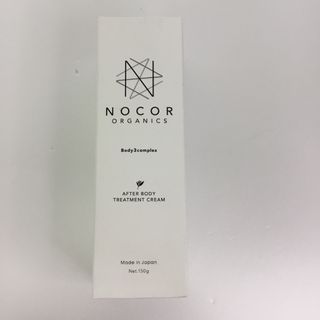 NOCOR
ORGANICS
Body3complex
AFTER BODY
TREATMENT CREAM
Made in Japan
Net.150g